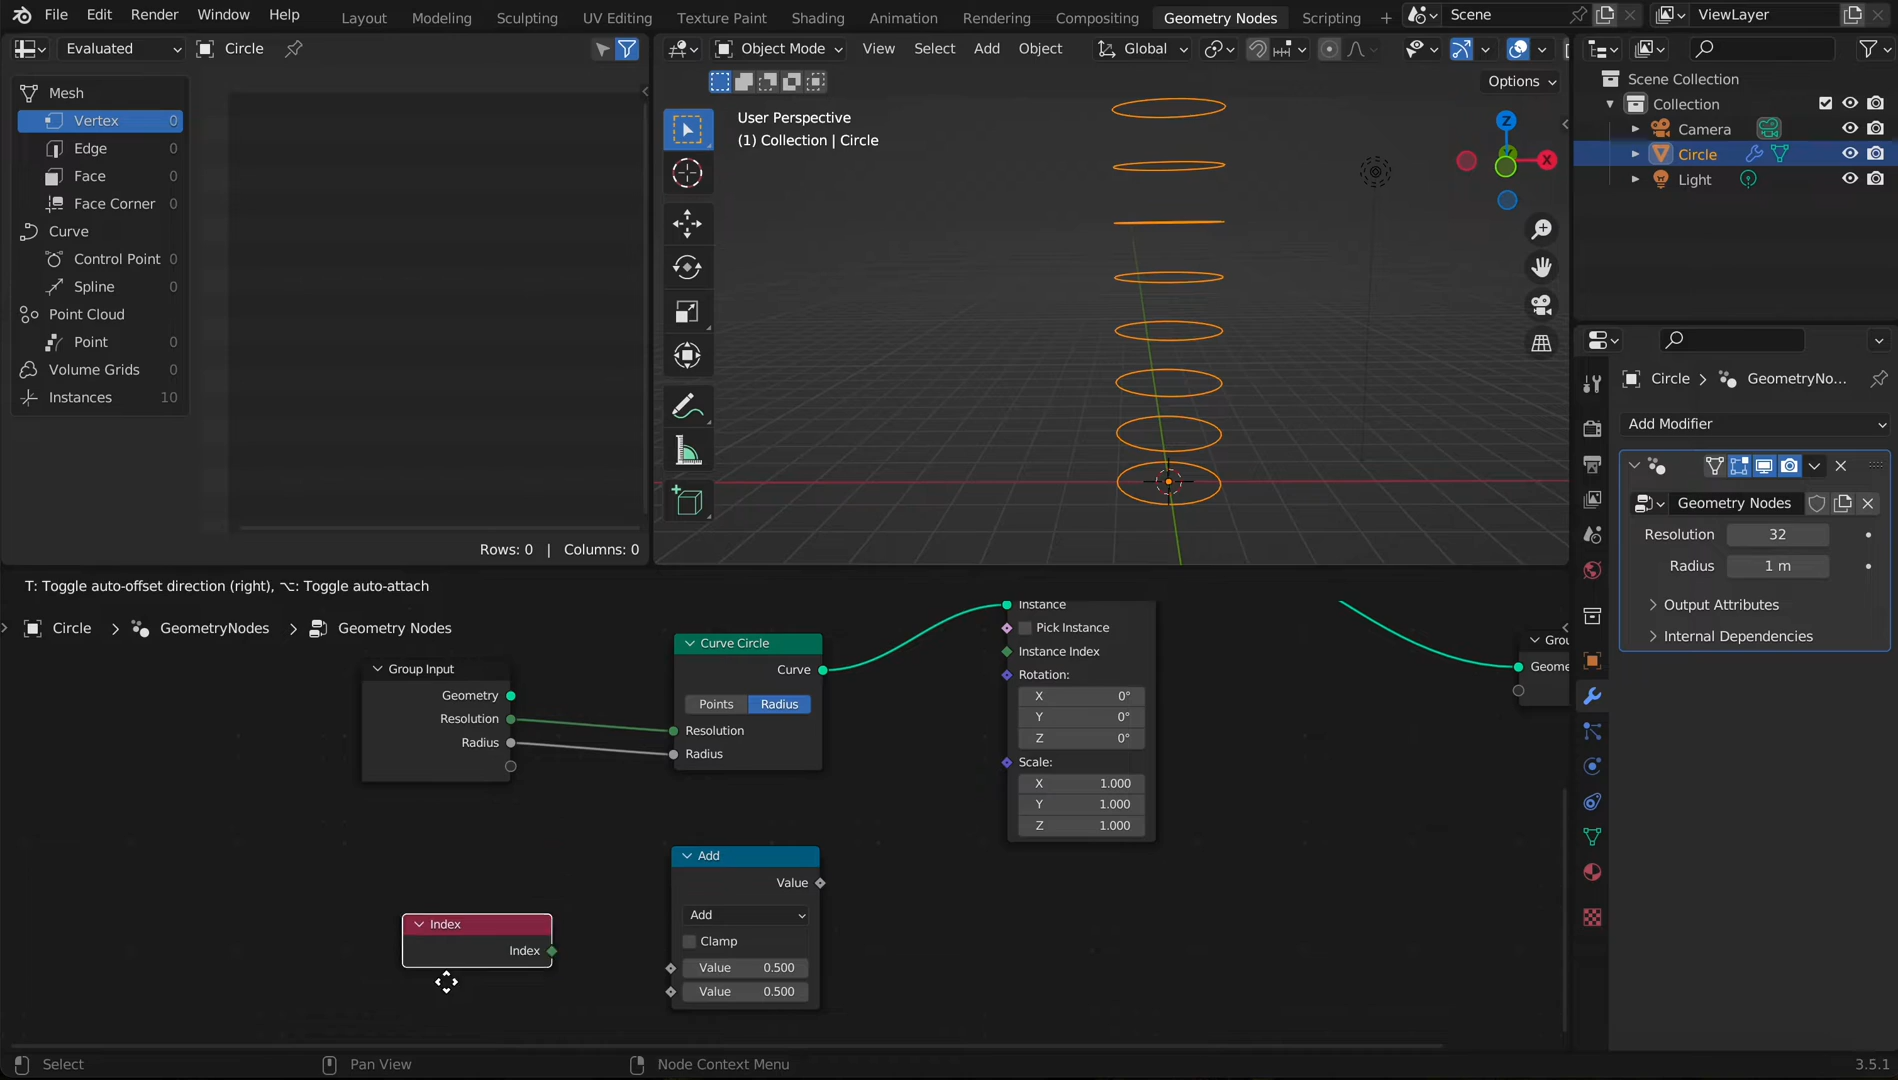 File Edit Render Window Help Layout Modeling Sculpting UV Editing Texture Paint Shading Animation Rendering Compositing Geometry Nodes Scripting + Scene ViewLayer
Evaluated Circle
Object Mode View Select Add Object Global
Options
User Perspective
(1) Collection | Circle
Mesh
Vertex 0
Edge 0
Face 0
Face Corner 0
Curve
Control Point 0
Spline 0
Point Cloud
Point 0
Volume Grids
Instances 10
Rows: 0 | Columns: 0
Z
X
Scene Collection
Collection
Camera
Circle
Light
Circle > GeometryNo...
Add Modifier
Geometry Nodes
Resolution 32
Radius 1 m
Output Attributes
Internal Dependencies
T: Toggle auto-offset direction (right), ⌥: Toggle auto-attach
Circle > GeometryNodes > Geometry Nodes
Group Input
Geometry
Resolution
Radius
Curve Circle
Curve
Points Radius
Resolution
Radius
Instance
Pick Instance
Instance Index
Rotation:
X 0°
Y 0°
Z 0°
Scale:
X 1.000
Y 1.000
Z 1.000
Grou
Geome
Index
Index
Add
Value
Add
Clamp
Value 0.500
Value 0.500
Select Pan View Node Context Menu 3.5.1